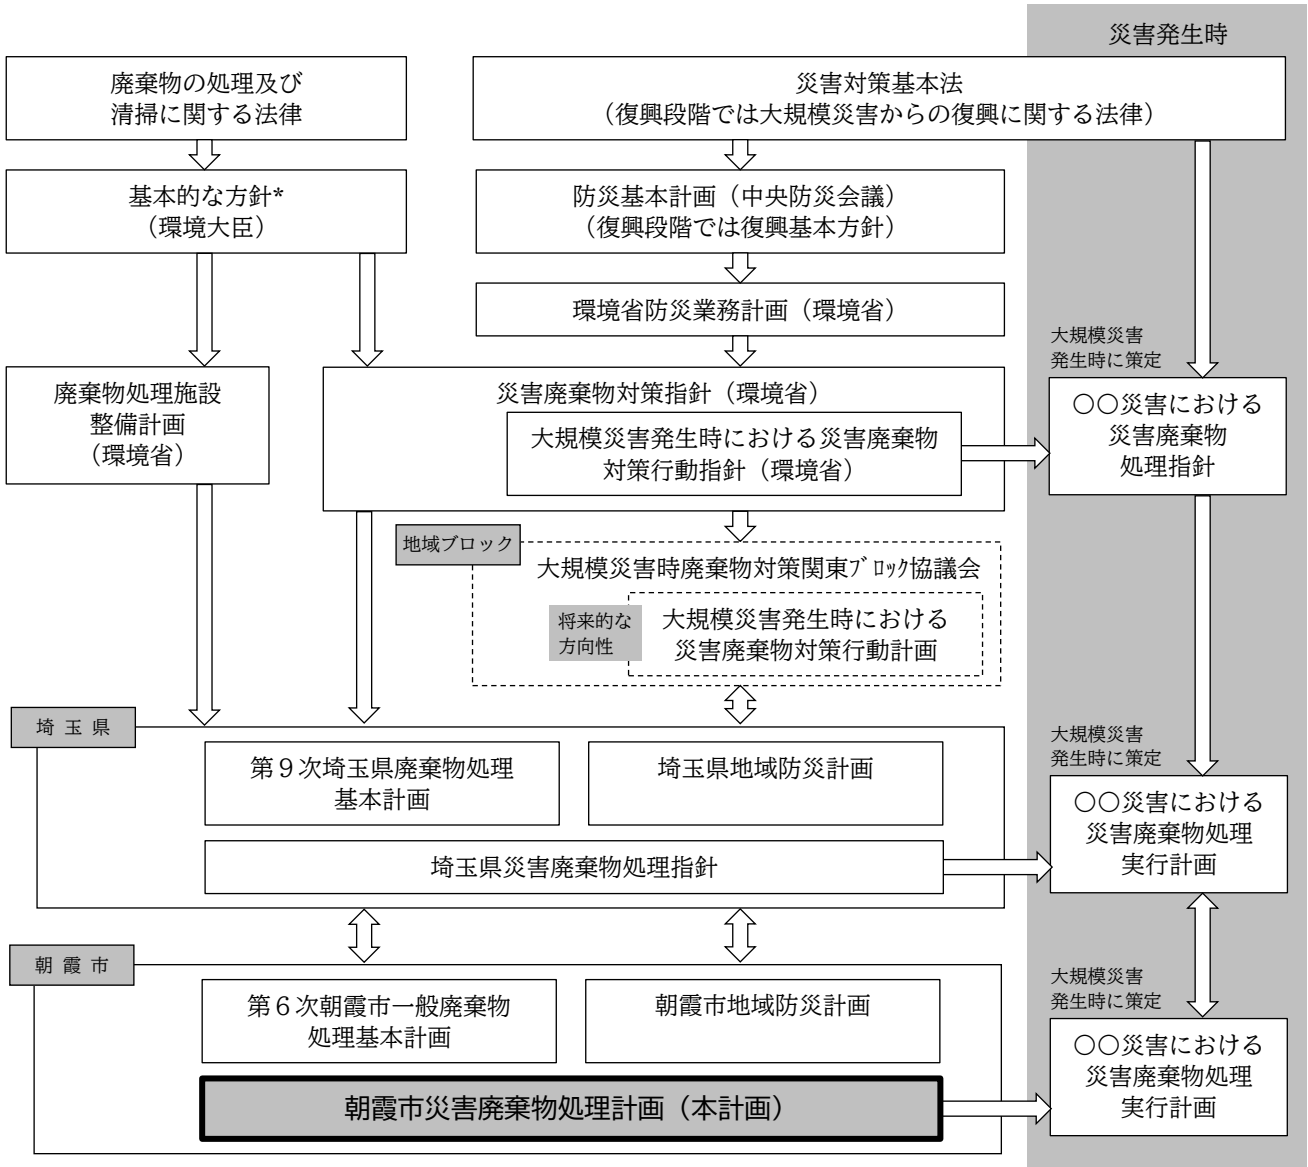 災害発生時
廃棄物の処理及び
清掃に関する法律
災害対策基本法
（復興段階では大規模災害からの復興に関する法律）
基本的な方針*
（環境大臣）
防災基本計画（中央防災会議）
（復興段階では復興基本方針）
環境省防災業務計画（環境省）
大規模災害
発生時に策定
廃棄物処理施設
整備計画
（環境省）
災害廃棄物対策指針（環境省）
大規模災害発生時における災害廃棄物
対策行動指針（環境省）
〇〇災害における
災害廃棄物
処理指針
地域ブロック
大規模災害時廃棄物対策関東ﾌﾞﾛｯｸ協議会
将来的な
方向性
大規模災害発生時における
災害廃棄物対策行動計画
埼玉県
第９次埼玉県廃棄物処理
基本計画
埼玉県地域防災計画
埼玉県災害廃棄物処理指針
大規模災害
発生時に策定
〇〇災害における
災害廃棄物処理
実行計画
朝霞市
第６次朝霞市一般廃棄物
処理基本計画
朝霞市地域防災計画
朝霞市災害廃棄物処理計画（本計画）
大規模災害
発生時に策定
〇〇災害における
災害廃棄物処理
実行計画